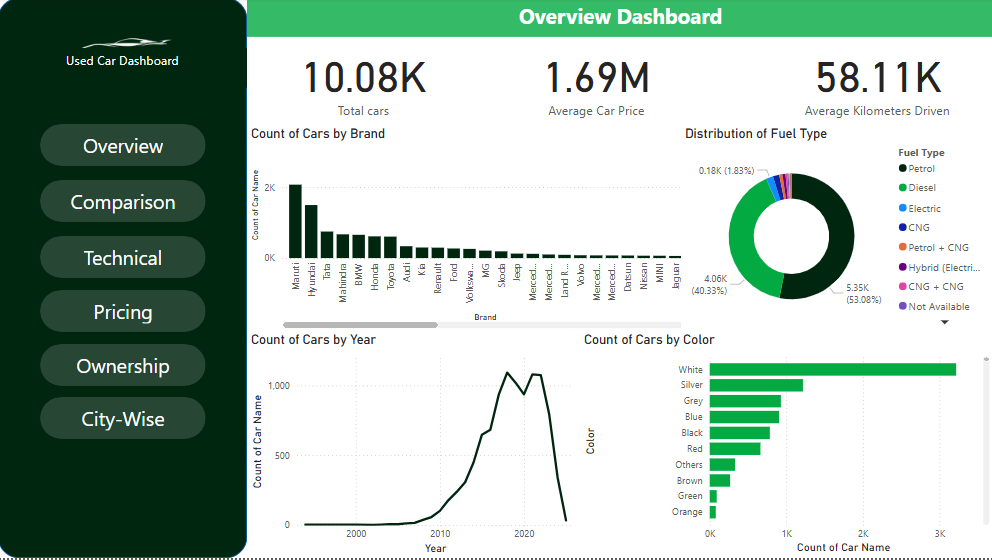 Overview Dashboard
Used Car Dashboard
Overview
Comparison
Technical
Pricing
Ownership
City-Wise
10.08K
Total cars
1.69M
Average Car Price
58.11K
Average Kilometers Driven
Count of Cars by Brand
Count of Car Name
2K
0K
Maruti
Hyundai
Tata
Mahindra
BMW
Honda
Toyota
Audi
Kia
Renault
Ford
Volkswa...
MG
Skoda
Jeep
Merced...
Merced...
Land R...
Volvo
Merced...
Merced...
Datsun
Nissan
MINI
Jaguar
Brand
Distribution of Fuel Type
0.18K (1.83%)
4.06K
(40.33%)
5.35K
(53.08%)
Fuel Type
Petrol
Diesel
Electric
CNG
Petrol + CNG
Hybrid (Electri...
CNG + CNG
Not Available
Count of Cars by Year
Count of Car Name
1,000
500
0
2000
2010
2020
Year
Count of Cars by Color
Color
White
Silver
Grey
Blue
Black
Red
Others
Brown
Green
Orange
0K
1K
2K
3K
Count of Car Name